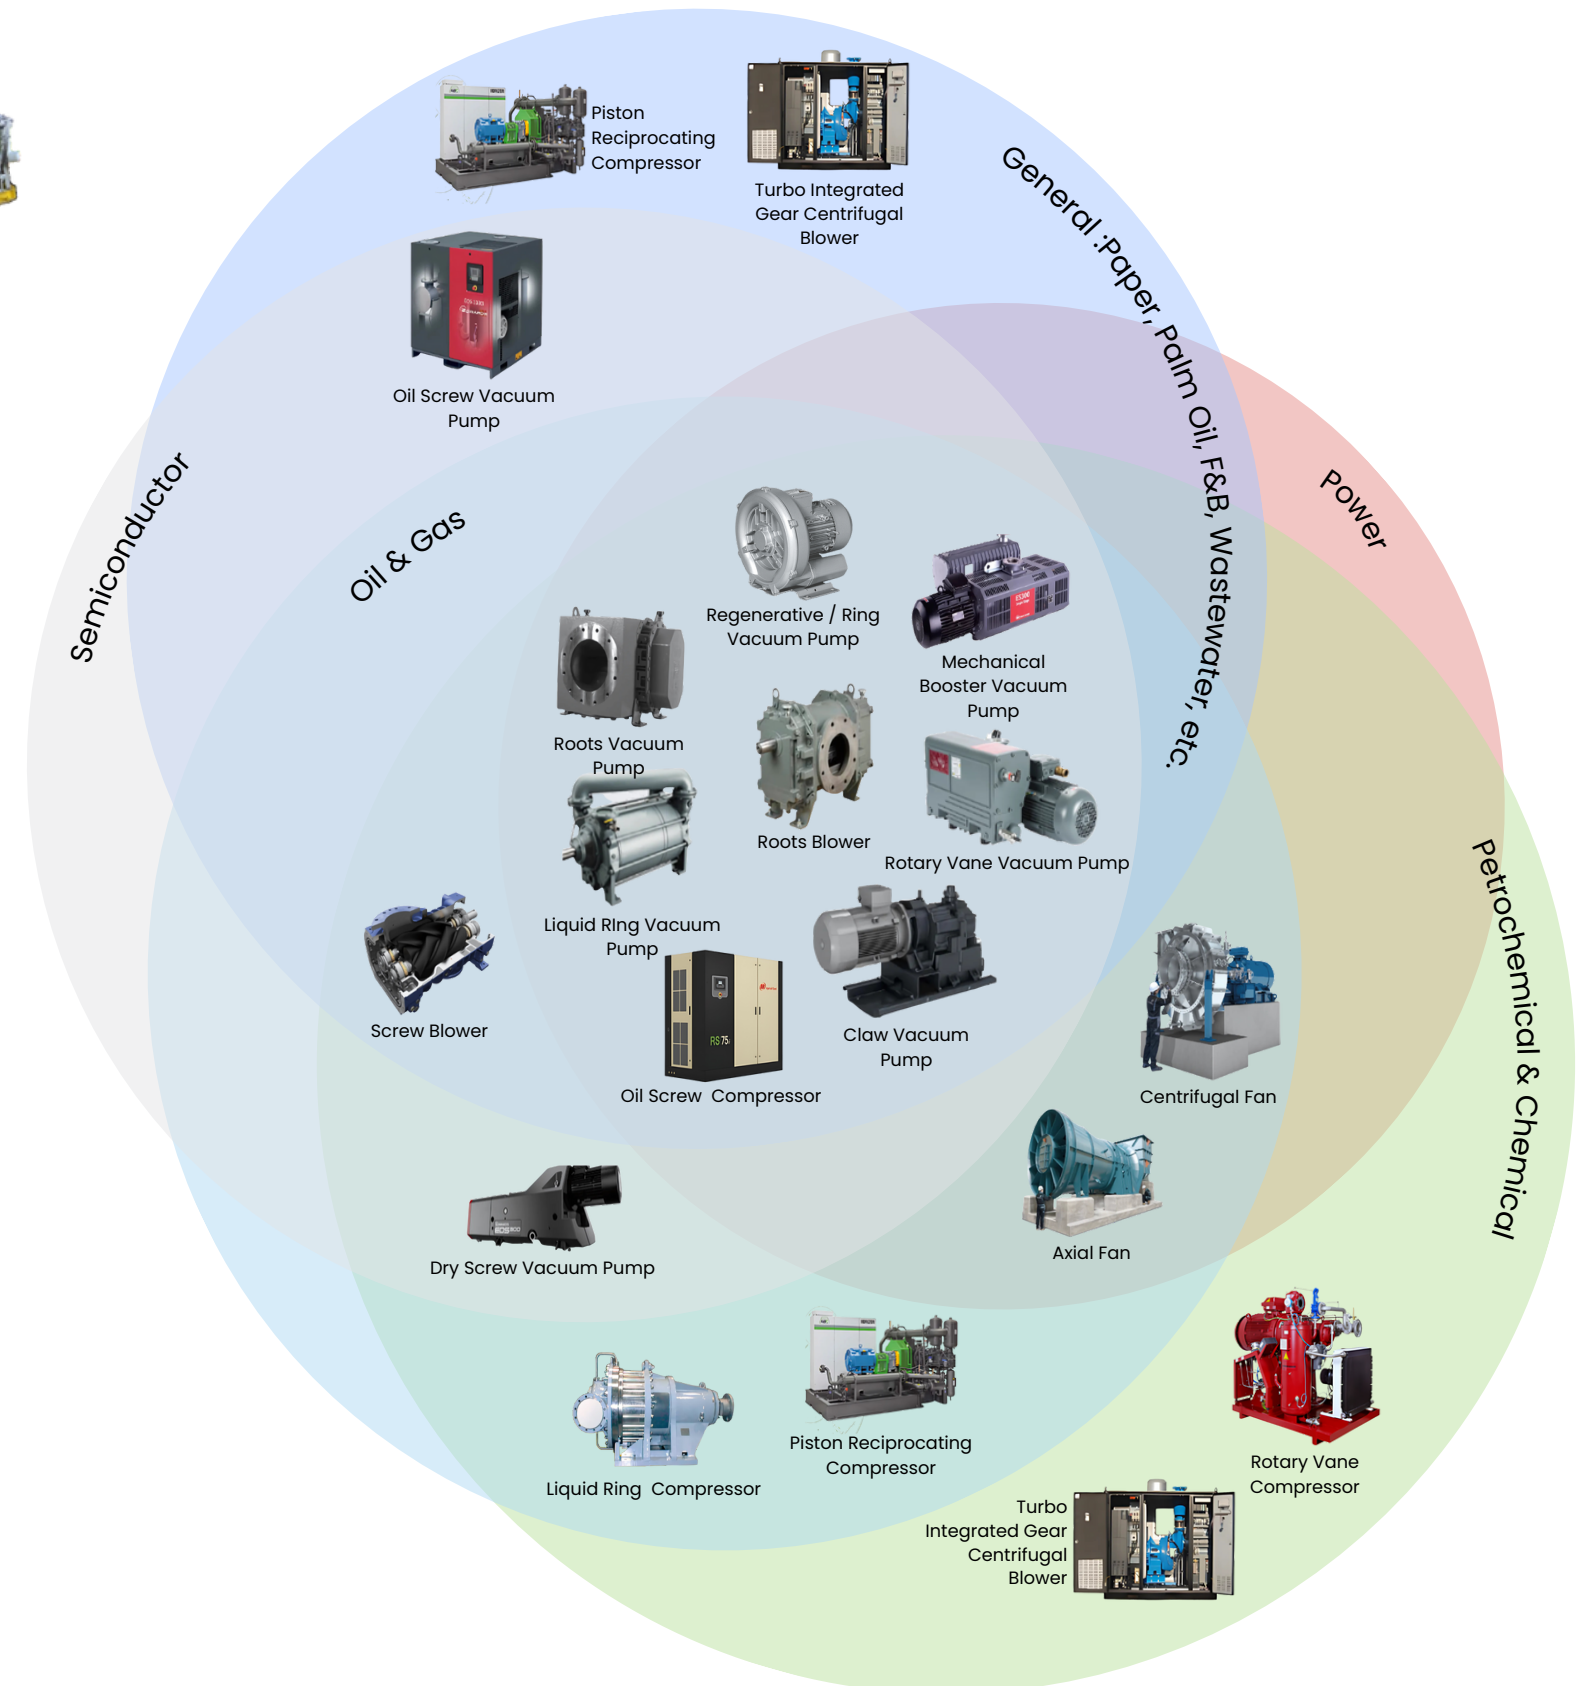 Piston
Reciprocating
Compressor
Turbo Integrated
Gear Centrifugal
Blower
General :Paper, Palm Oil, F&B, Wastewater, etc.
Oil Screw Vacuum
Pump
Semiconductor
Oil & Gas
Power
Regenerative / Ring
Vacuum Pump
Mechanical
Booster Vacuum
Pump
Roots Vacuum
Pump
Roots Blower
Rotary Vane Vacuum Pump
Petrochemical & Chemical
Liquid RIng Vacuum
Pump
Screw Blower
RS 75i
Oil Screw Compressor
Claw Vacuum
Pump
Centrifugal Fan
Axial Fan
Dry Screw Vacuum Pump
Liquid Ring Compressor
Piston Reciprocating
Compressor
Rotary Vane
Compressor
Turbo
Integrated Gear
Centrifugal
Blower